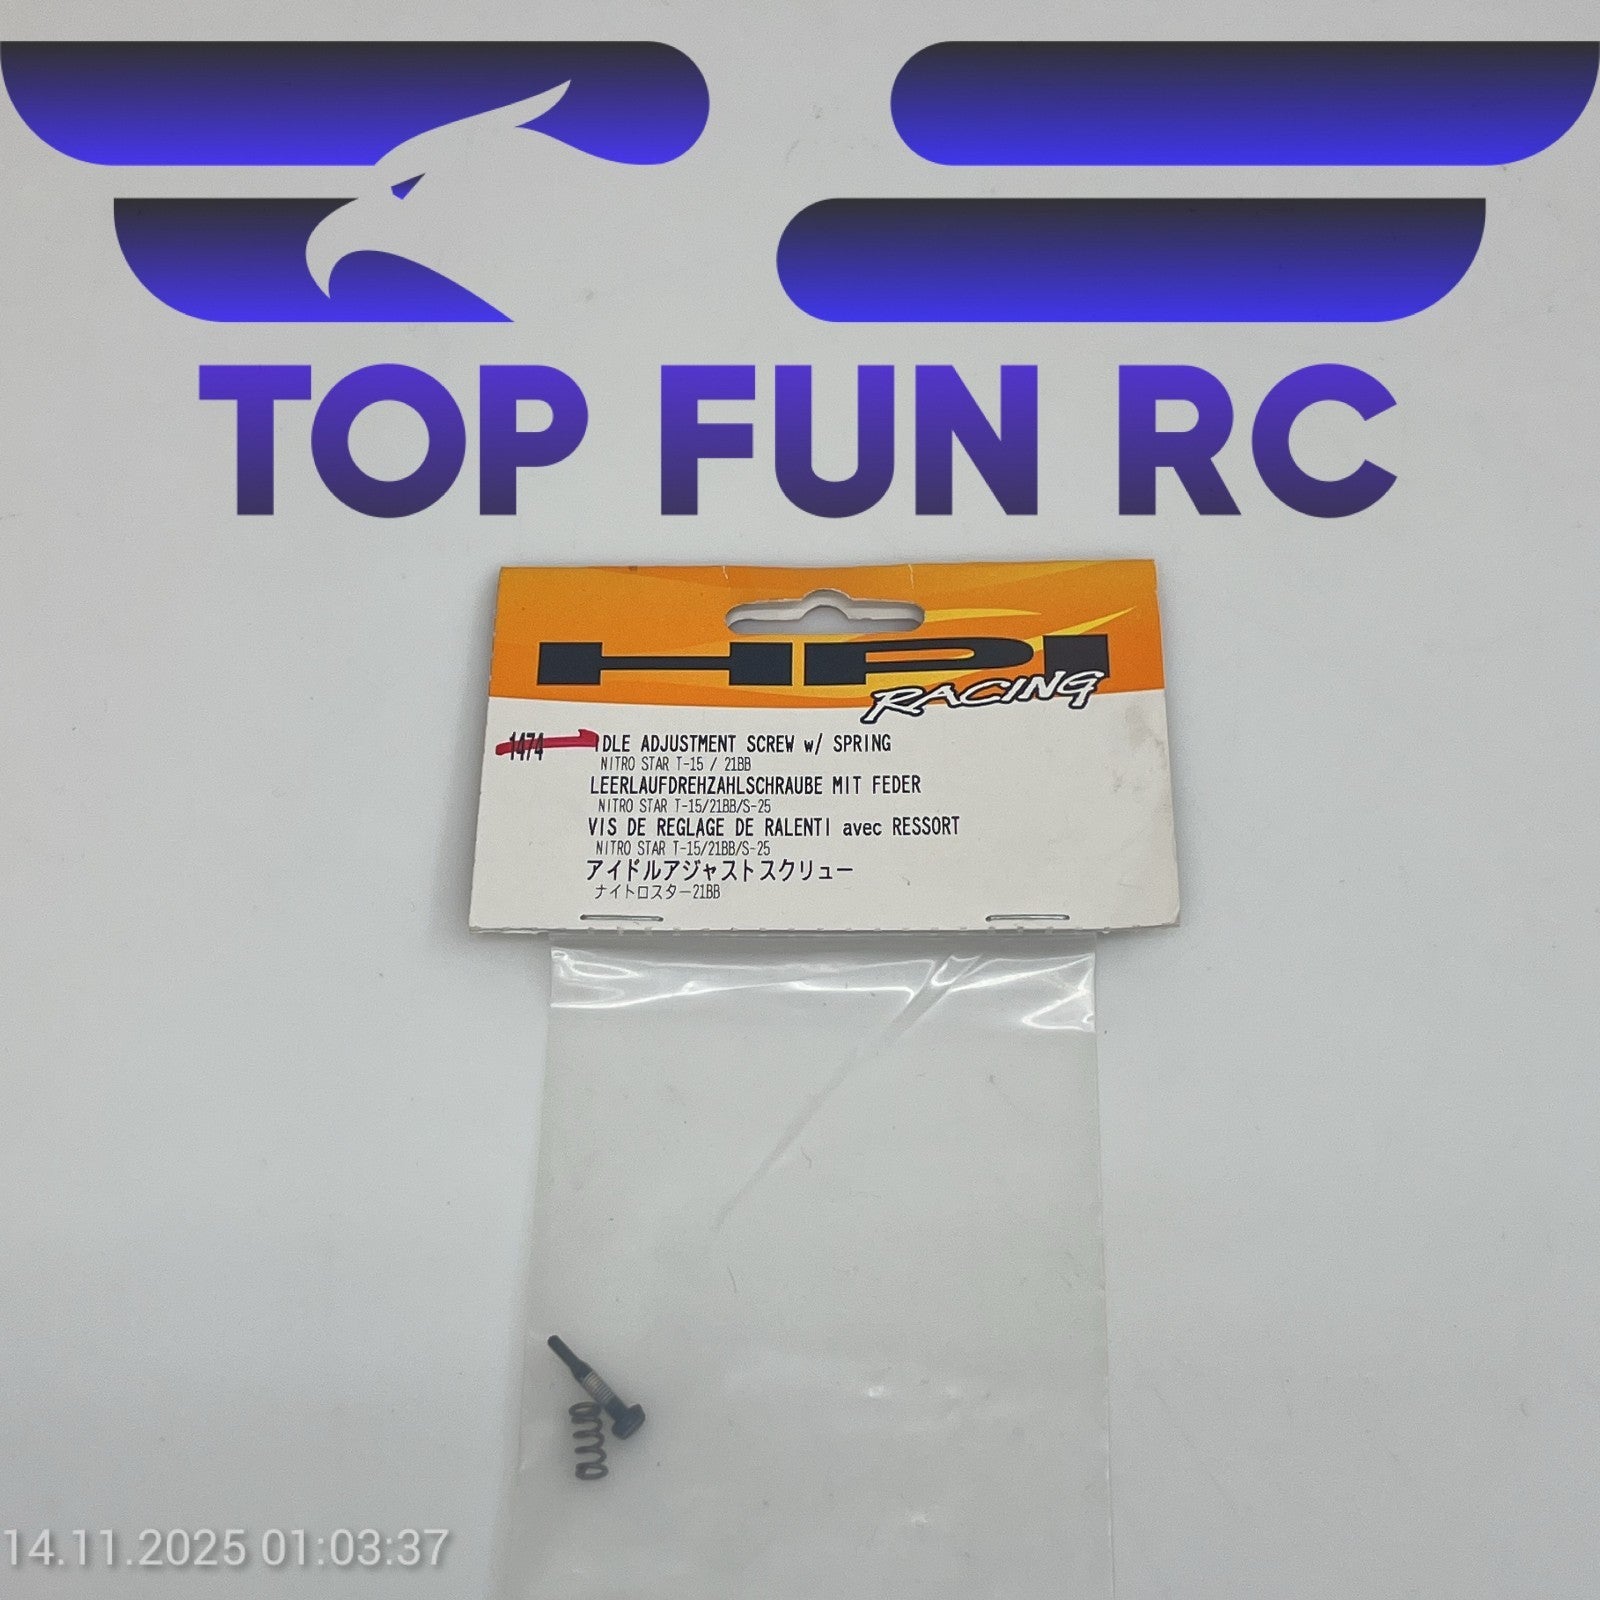 TOP FUN RC
HPI
RACING
1474 IDLE ADJUSTMENT SCREW w/ SPRING
NITRO STAR T-15 / 21BB
LEERLAUFDREHZAHLSCHRAUBE MIT FEDER
NITRO STAR T-15/21BB/S-25
VIS DE REGLAGE DE RALENTI avec RESSORT
NITRO STAR T-15/21BB/S-25
アイドルアジャストスクリュー
ナイトロスター21BB
14.11.2025 01:03:37